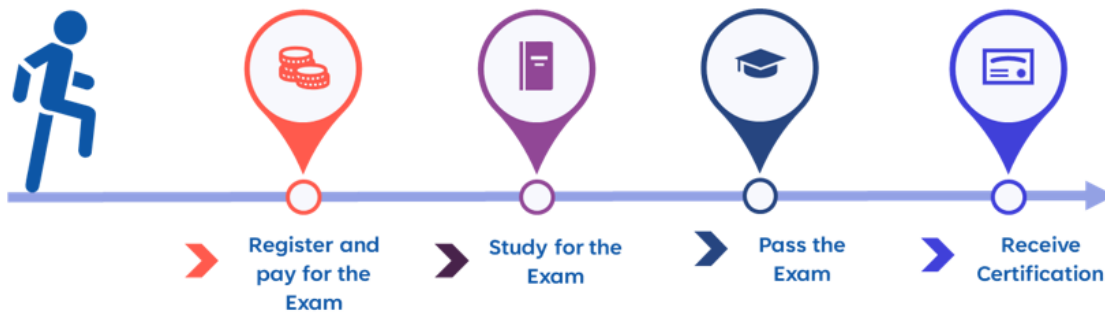 Register and
pay for the
Exam
Study for the
Exam
Pass the
Exam
Receive
Certification